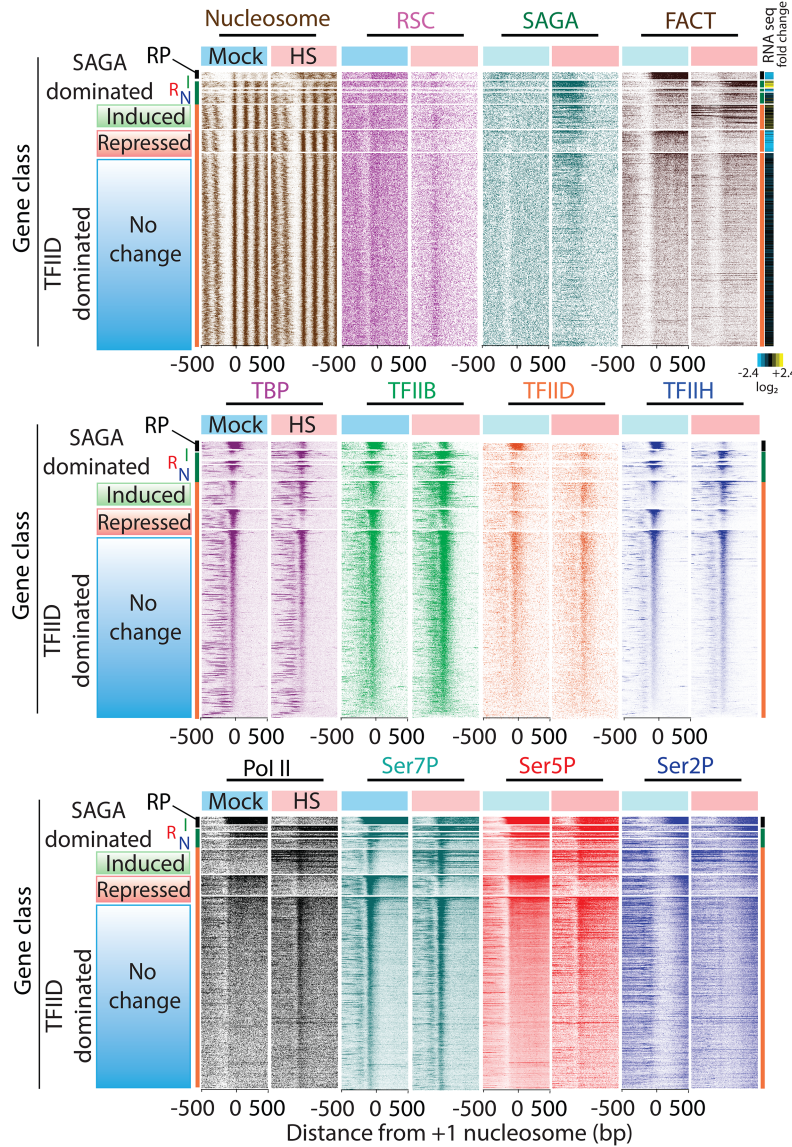 Nucleosome RSC SAGA FACT
RNA seq
fold change
RP
Mock HS
SAGA
dominated
I
R
N
Induced
Repressed
No
change
Gene class
TFIID
dominated
-500 0 500 -500 0 500 -500 0 500 -500 0 500
-2.4 +2.4
log₂
TBP TFIIB TFIID TFIIH
RP
Mock HS
SAGA
dominated
I
R
N
Induced
Repressed
No
change
Gene class
TFIID
dominated
-500 0 500 -500 0 500 -500 0 500 -500 0 500
Pol II Ser7P Ser5P Ser2P
RP
Mock HS
SAGA
dominated
I
R
N
Induced
Repressed
No
change
Gene class
TFIID
dominated
-500 0 500 -500 0 500 -500 0 500 -500 0 500
Distance from +1 nucleosome (bp)